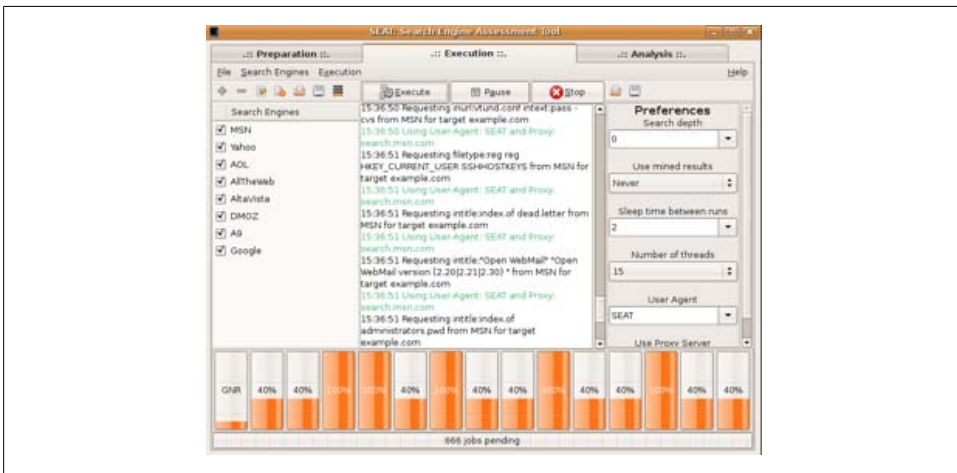 SEAT: Search Engine Assessment Tool
.:: Preparation ::.
.:: Execution ::.
.:: Analysis ::.
File Search Engines Execution
Help
Execute
Pause
Stop
Search Engines
MSN
Yahoo
AOL
AllTheWeb
AltaVista
DMOZ
A9
Google
15:36:50 Requesting inurl:vtund.conf intext:pass -
cvs from MSN for target example.com
15:36:50 Using User-Agent: SEAT and Proxy:
search.msn.com
15:36:51 Requesting filetype:reg reg
HKEY_CURRENT_USER SSHHOSTKEYS from MSN for
target example.com
15:36:51 Using User-Agent: SEAT and Proxy:
search.msn.com
15:36:51 Requesting intitle:index.of dead.letter from
MSN for target example.com
15:36:51 Using User-Agent: SEAT and Proxy:
search.msn.com
15:36:51 Requesting intitle:"Open WebMail" "Open
WebMail version (2.20|2.21|2.30) " from MSN for
target example.com
15:36:51 Using User-Agent: SEAT and Proxy:
search.msn.com
15:36:51 Requesting intitle:index.of
administrators.pwd from MSN for target
example.com
Preferences
Search depth
0
Use mined results
Never
Sleep time between runs
2
Number of threads
15
User Agent
SEAT
Use Proxy Server
GNR 40% 40% 100% 100% 40% 100% 40% 40% 100% 40% 40% 100% 40% 40%
666 jobs pending